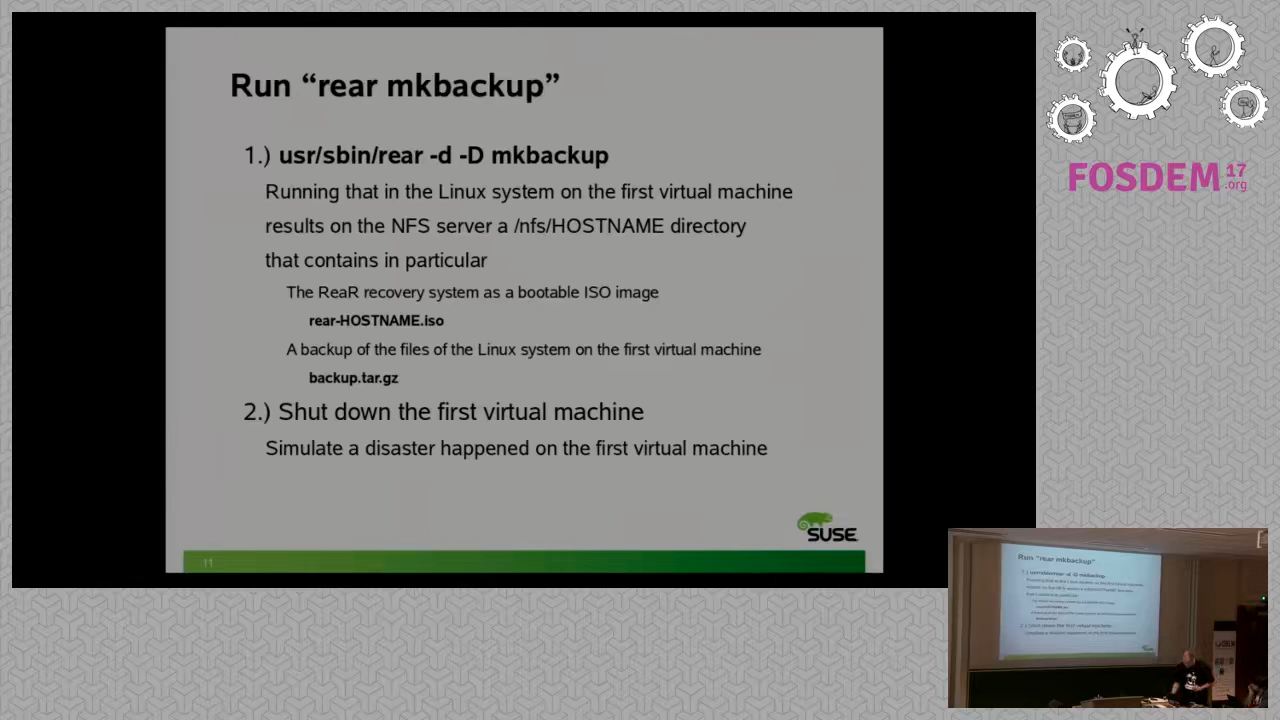 Run “rear mkbackup”
1.) usr/sbin/rear -d -D mkbackup
Running that in the Linux system on the first virtual machine
results on the NFS server a /nfs/HOSTNAME directory
that contains in particular
The ReaR recovery system as a bootable ISO image
rear-HOSTNAME.iso
A backup of the files of the Linux system on the first virtual machine
backup.tar.gz
2.) Shut down the first virtual machine
Simulate a disaster happened on the first virtual machine
SUSE
11
FOSDEM 17
.org
Run “rear mkbackup”